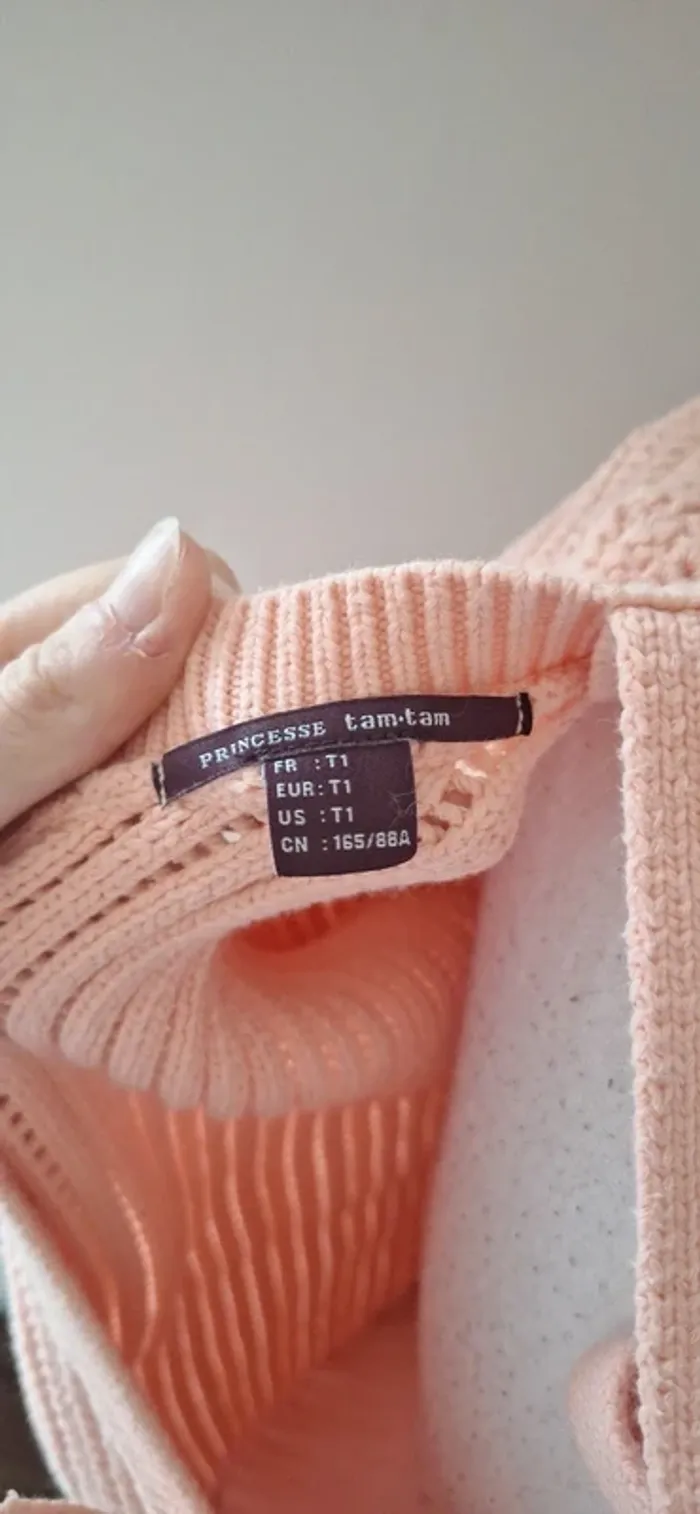 PRINCESSE tam·tam
FR : T1
EUR: T1
US : T1
CN : 165/88A